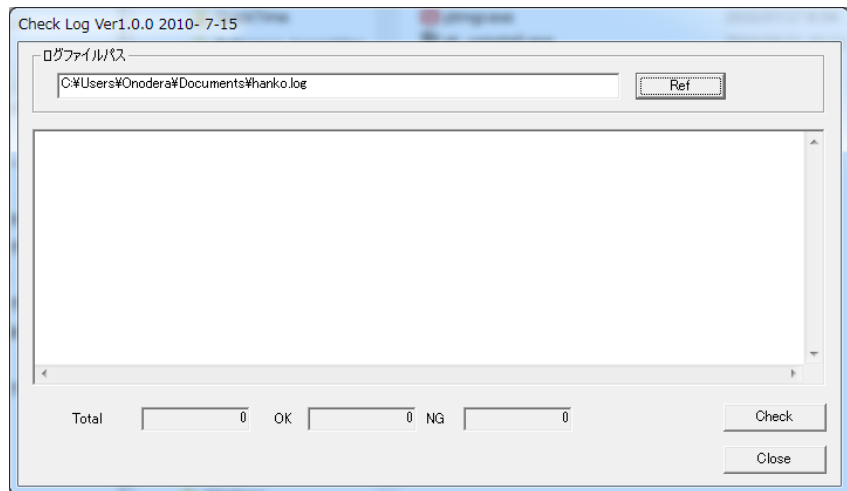 Check Log Ver1.0.0 2010- 7-15
ログファイルパス
C:¥Users¥Onodera¥Documents¥hanko.log
Ref
Total 0 OK 0 NG 0
Check
Close